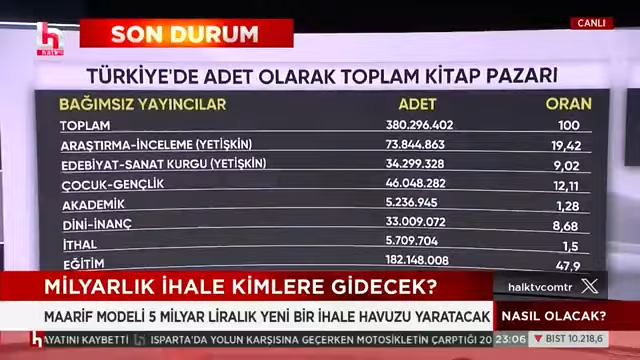 h
halktv
SON DURUM
CANLI
TÜRKİYE'DE ADET OLARAK TOPLAM KİTAP PAZARI
BAĞIMSIZ YAYINCILAR ADET ORAN
TOPLAM 380.296.402 100
ARAŞTIRMA-İNCELEME (YETİŞKİN) 73.844.863 19,42
EDEBİYAT-SANAT KURGU (YETİŞKİN) 34.299.328 9,02
ÇOCUK-GENÇLİK 46.048.282 12,11
AKADEMİK 5.236.945 1,28
DİNİ-İNANÇ 33.009.072 8,68
İTHAL 5.709.704 1,5
EĞİTİM 182.148.008 47,9
MİLYARLIK İHALE KİMLERE GİDECEK?
halktvcomtr X
MAARİF MODELİ 5 MİLYAR LİRALIK YENİ BİR İHALE HAVUZU YARATACAK
NASIL OLACAK?
HAYATINI KAYBETTİ ISPARTA'DA YOLUN KARŞISINA GEÇERKEN MOTOSİKLETİN ÇARPTIĞI 20 23:06 BIST 10.218,6